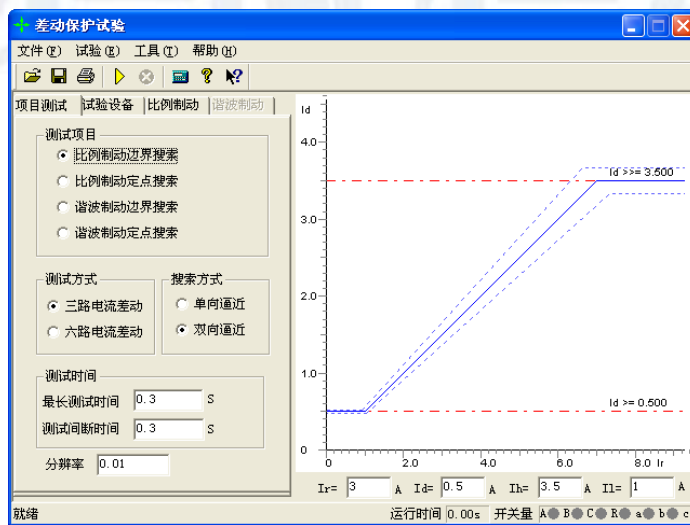 差动保护试验
文件(F) 试验(E) 工具(T) 帮助(H)
项目测试 试验设备 比例制动 谐波制动
测试项目
比例制动边界搜索
比例制动定点搜索
谐波制动边界搜索
谐波制动定点搜索
测试方式
三路电流差动
六路电流差动
搜索方式
单向逼近
双向逼近
测试时间
最长测试时间 0.3 S
测试间断时间 0.3 S
分辨率 0.01
Id
4.0
3.0
2.0
1.0
0
Id >>= 3.500
Id >= 0.500
0 2.0 4.0 6.0 8.0 Ir
Ir= 3 A Id= 0.5 A Ih= 3.5 A Il= 1 A
就绪
运行时间 0.00s 开关量 A B C R a b c